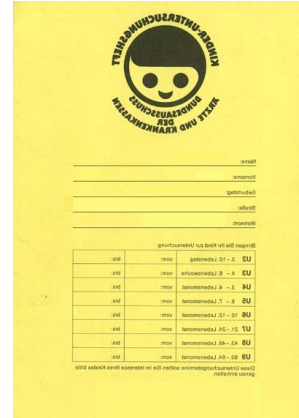 KINDER-UNTERSUCHUNGSHEFT
BUNDESAUSSCHUSS
DER
ÄRZTE UND KRANKENKASSEN
Name:
Vorname:
Geburtstag:
Straße:
Wohnort:
Bringen Sie Ihr Kind zur Untersuchung:
U2 3. – 10. Lebenstag vom: bis:
U3 4. – 6. Lebenswoche vom: bis:
U4 3. – 4. Lebensmonat vom: bis:
U5 6. – 7. Lebensmonat vom: bis:
U6 10. – 12. Lebensmonat vom: bis:
U7 21. – 24. Lebensmonat vom: bis:
U8 43. – 48. Lebensmonat vom: bis:
U9 60. – 64. Lebensmonat vom: bis:
Diese Untersuchungstermine sollten Sie im Interesse Ihres Kindes bitte
genau einhalten.